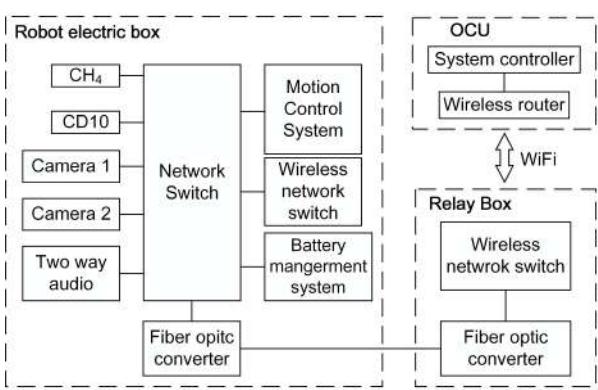 Robot electric box
CH4
CD10
Camera 1
Camera 2
Two way
audio
Network
Switch
Motion
Control
System
Wireless
network
switch
Battery
mangerment
system
Fiber opitc
converter
OCU
System controller
Wireless router
WiFi
Relay Box
Wireless
netwrok switch
Fiber optic
converter